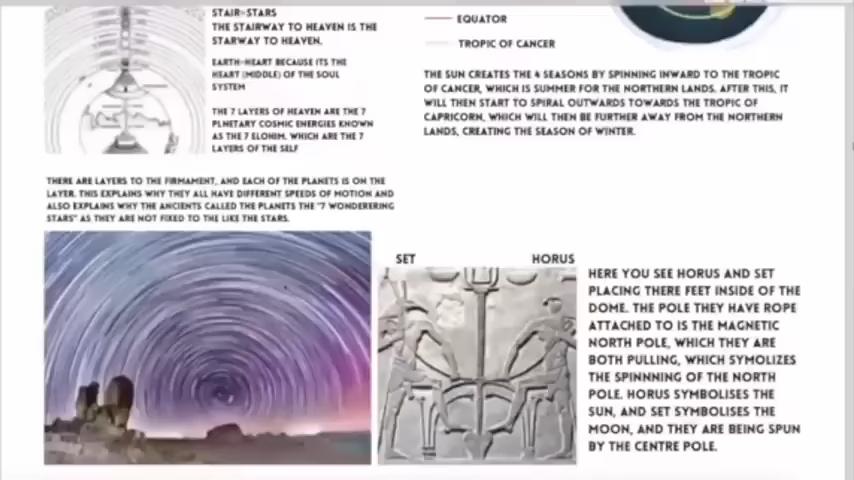 STAIR=STARS
THE STAIRWAY TO HEAVEN IS THE
STARWAY TO HEAVEN.
EARTH=HEART BECAUSE ITS THE
HEART (MIDDLE) OF THE SOUL
SYSTEM
THE 7 LAYERS OF HEAVEN ARE THE 7
PLNETARY COSMIC ENERGIES KNOWN
AS THE 7 ELOHIM, WHICH ARE THE 7
LAYERS OF THE SELF
EQUATOR
TROPIC OF CANCER
THE SUN CREATES THE 4 SEASONS BY SPINNING INWARD TO THE TROPIC
OF CANCER, WHICH IS SUMMER FOR THE NORTHERN LANDS. AFTER THIS, IT
WILL THEN START TO SPIRAL OUTWARDS TOWARDS THE TROPIC OF
CAPRICORN, WHICH WILL THEN BE FURTHER AWAY FROM THE NORTHERN
LANDS, CREATING THE SEASON OF WINTER.
THERE ARE LAYERS TO THE FIRMAMENT, AND EACH OF THE PLANETS IS ON THE
LAYER. THIS EXPLAINS WHY THEY ALL HAVE DIFFERENT SPEEDS OF MOTION AND
ALSO EXPLAINS WHY THE ANCIENTS CALLED THE PLANETS THE "7 WONDERERING
STARS" AS THEY ARE NOT FIXED TO THE LIKE THE STARS.
SET
HORUS
HERE YOU SEE HORUS AND SET
PLACING THERE FEET INSIDE OF THE
DOME. THE POLE THEY HAVE ROPE
ATTACHED TO IS THE MAGNETIC
NORTH POLE, WHICH THEY ARE
BOTH PULLING, WHICH SYMOLIZES
THE SPINNNING OF THE NORTH
POLE. HORUS SYMBOLISES THE
SUN, AND SET SYMBOLISES THE
MOON, AND THEY ARE BEING SPUN
BY THE CENTRE POLE.